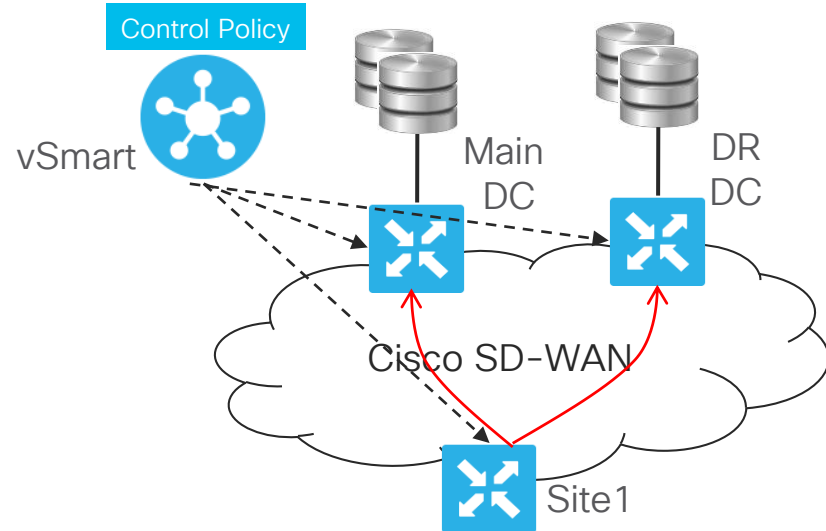 Control Policy
vSmart
Main
DC
DR
DC
Cisco SD-WAN
Site1